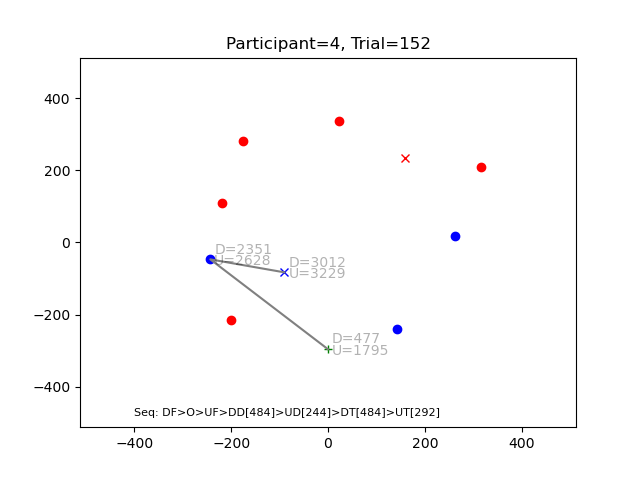 Participant=4, Trial=152
400
200
0
−200
−400
D=2351
U=2628
D=3012
U=3229
D=477
U=1795
Seq: DF>O>UF>DD[484]>UD[244]>DT[484]>UT[292]
−400
−200
0
200
400